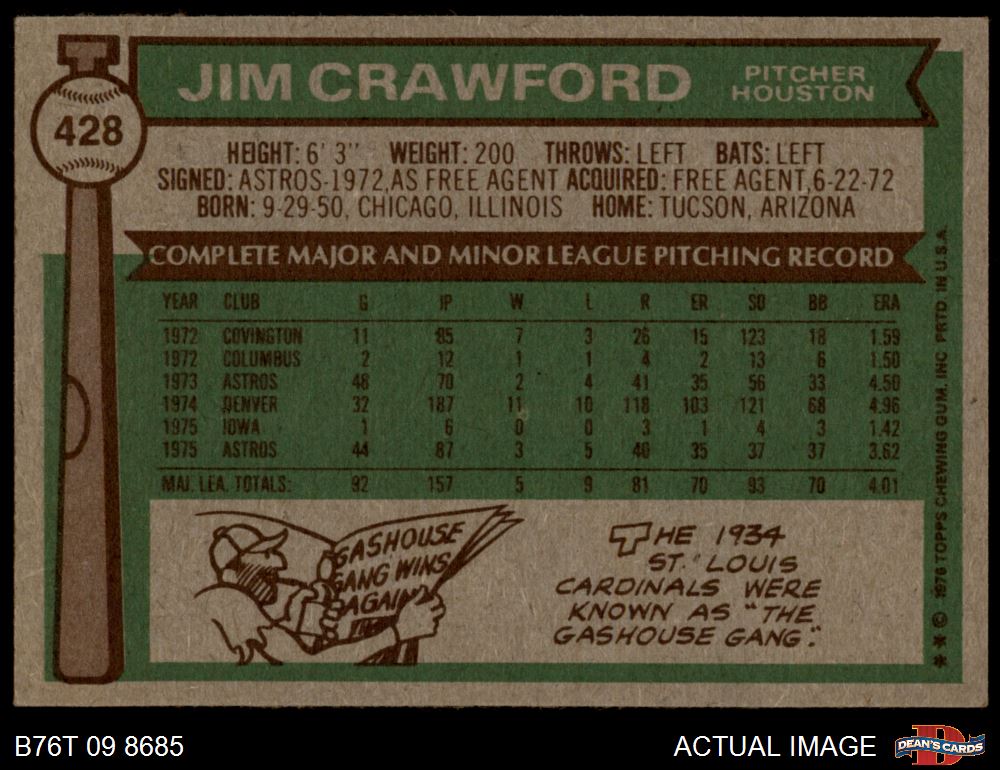 428
JIM CRAWFORD
PITCHER
HOUSTON
HEIGHT: 6' 3" WEIGHT: 200 THROWS: LEFT BATS: LEFT
SIGNED: ASTROS-1972,AS FREE AGENT ACQUIRED: FREE AGENT,6-22-72
BORN: 9-29-50, CHICAGO, ILLINOIS HOME: TUCSON, ARIZONA
COMPLETE MAJOR AND MINOR LEAGUE PITCHING RECORD
YEAR CLUB G IP W L R ER SO BB ERA
1972 COVINGTON 11 85 7 3 26 15 123 18 1.59
1972 COLUMBUS 2 12 1 1 4 2 13 6 1.50
1973 ASTROS 48 70 2 4 41 35 56 33 4.50
1974 DENVER 32 187 11 10 118 103 121 68 4.96
1975 IOWA 1 6 0 0 3 1 4 3 1.42
1975 ASTROS 44 87 3 5 40 35 37 37 3.62
MAJ. LEA. TOTALS: 92 157 5 9 81 70 93 70 4.01
GASHOUSE
GANG WINS
AGAIN
THE 1934
ST. LOUIS
CARDINALS WERE
KNOWN AS "THE
GASHOUSE GANG."
** © 1976 TOPPS CHEWING GUM, INC PRTD. IN U.S.A.
B76T 09 8685
ACTUAL IMAGE
D
DEAN'S CARDS